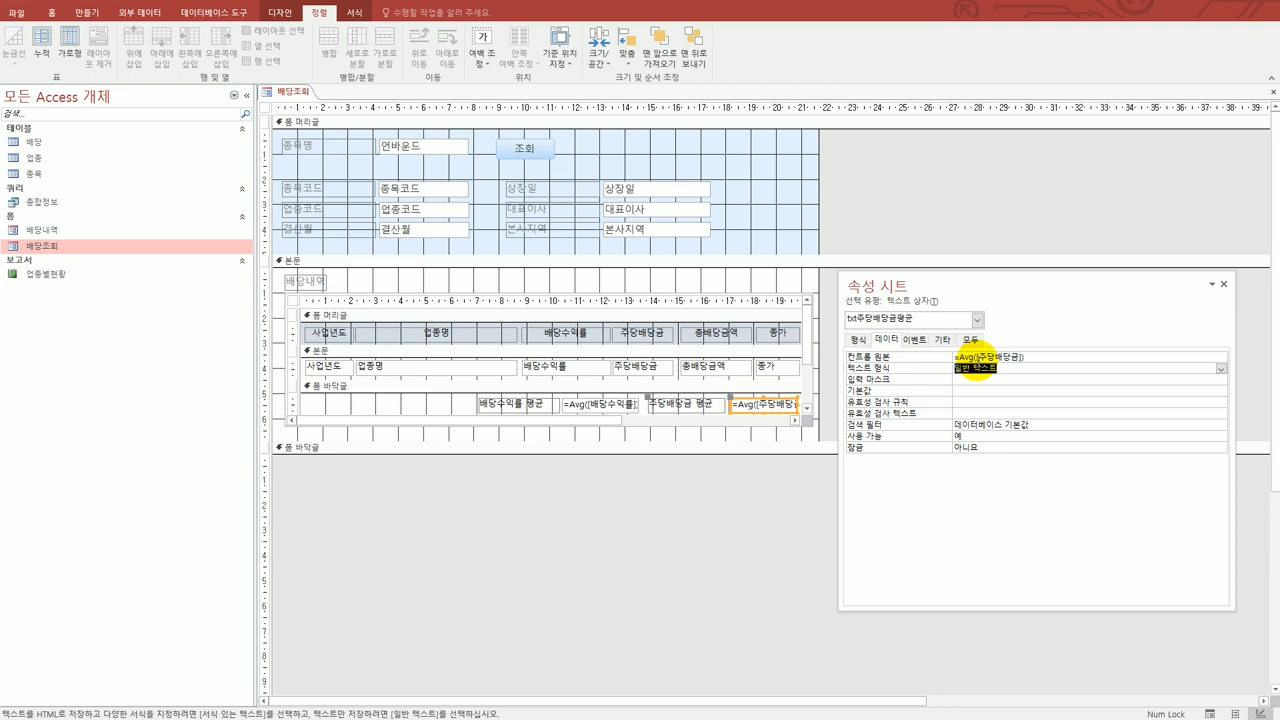 파일 홈 만들기 외부 데이터 데이터베이스 도구 디자인 정렬 서식 수행할 작업을 알려 주세요.
눈금선 누적 가로형 레이아웃 제거 위에 삽입 아래에 삽입 왼쪽에 삽입 오른쪽에 삽입 레이아웃 선택 열 선택 행 선택 병합 세로로 분할 가로로 분할 위로 이동 아래로 이동 여백 조정 안쪽 여백 조정 기준 위치 지정 크기/공간 맞춤 맨 앞으로 가져오기 맨 뒤로 보내기
표 행 및 열 병합/분할 이동 위치 크기 및 순서 조정
모든 Access 개체
검색...
테이블
배당
업종
종목
쿼리
종합정보
폼
배당내역
배당조회
보고서
업종별현황
배당조회
폼 머리글
종목명 언바운드 조회
종목코드 종목코드 상장일 상장일
업종코드 업종코드 대표이사 대표이사
결산월 결산월 본사지역 본사지역
본문
배당내역
폼 머리글
사업년도 업종명 배당수익률 주당배당금 총배당금액 종가
본문
사업년도 업종명 배당수익률 주당배당금 총배당금액 종가
폼 바닥글
배당수익률 평균 =Avg([배당수익률]) 주당배당금 평균 =Avg([주당배당
폼 바닥글
속성 시트
선택 유형: 텍스트 상자(T)
txt주당배당금평균
형식 데이터 이벤트 기타 모두
컨트롤 원본 =Avg([주당배당금])
텍스트 형식 일반 텍스트
입력 마스크
기본값
유효성 검사 규칙
유효성 검사 텍스트
검색 필터 데이터베이스 기본값
사용 가능 예
잠금 아니요
텍스트를 HTML로 저장하고 다양한 서식을 지정하려면 [서식 있는 텍스트]를 선택하고, 텍스트만 저장하려면 [일반 텍스트]를 선택하십시오. Num Lock